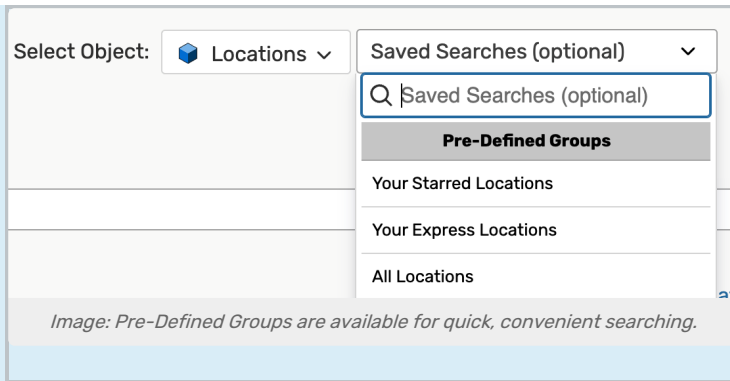 Select Object: Locations Saved Searches (optional)
Saved Searches (optional)
Pre-Defined Groups
Your Starred Locations
Your Express Locations
All Locations
Image: Pre-Defined Groups are available for quick, convenient searching.